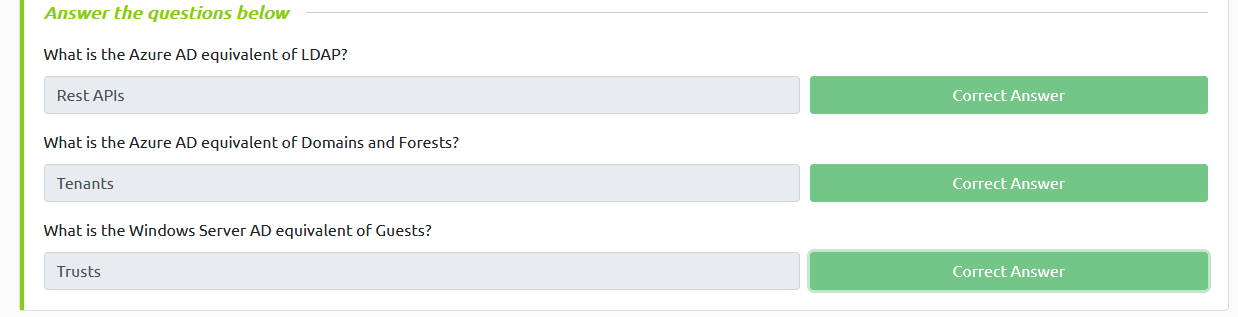 Answer the questions below
What is the Azure AD equivalent of LDAP?
Rest APIs
Correct Answer
What is the Azure AD equivalent of Domains and Forests?
Tenants
Correct Answer
What is the Windows Server AD equivalent of Guests?
Trusts
Correct Answer